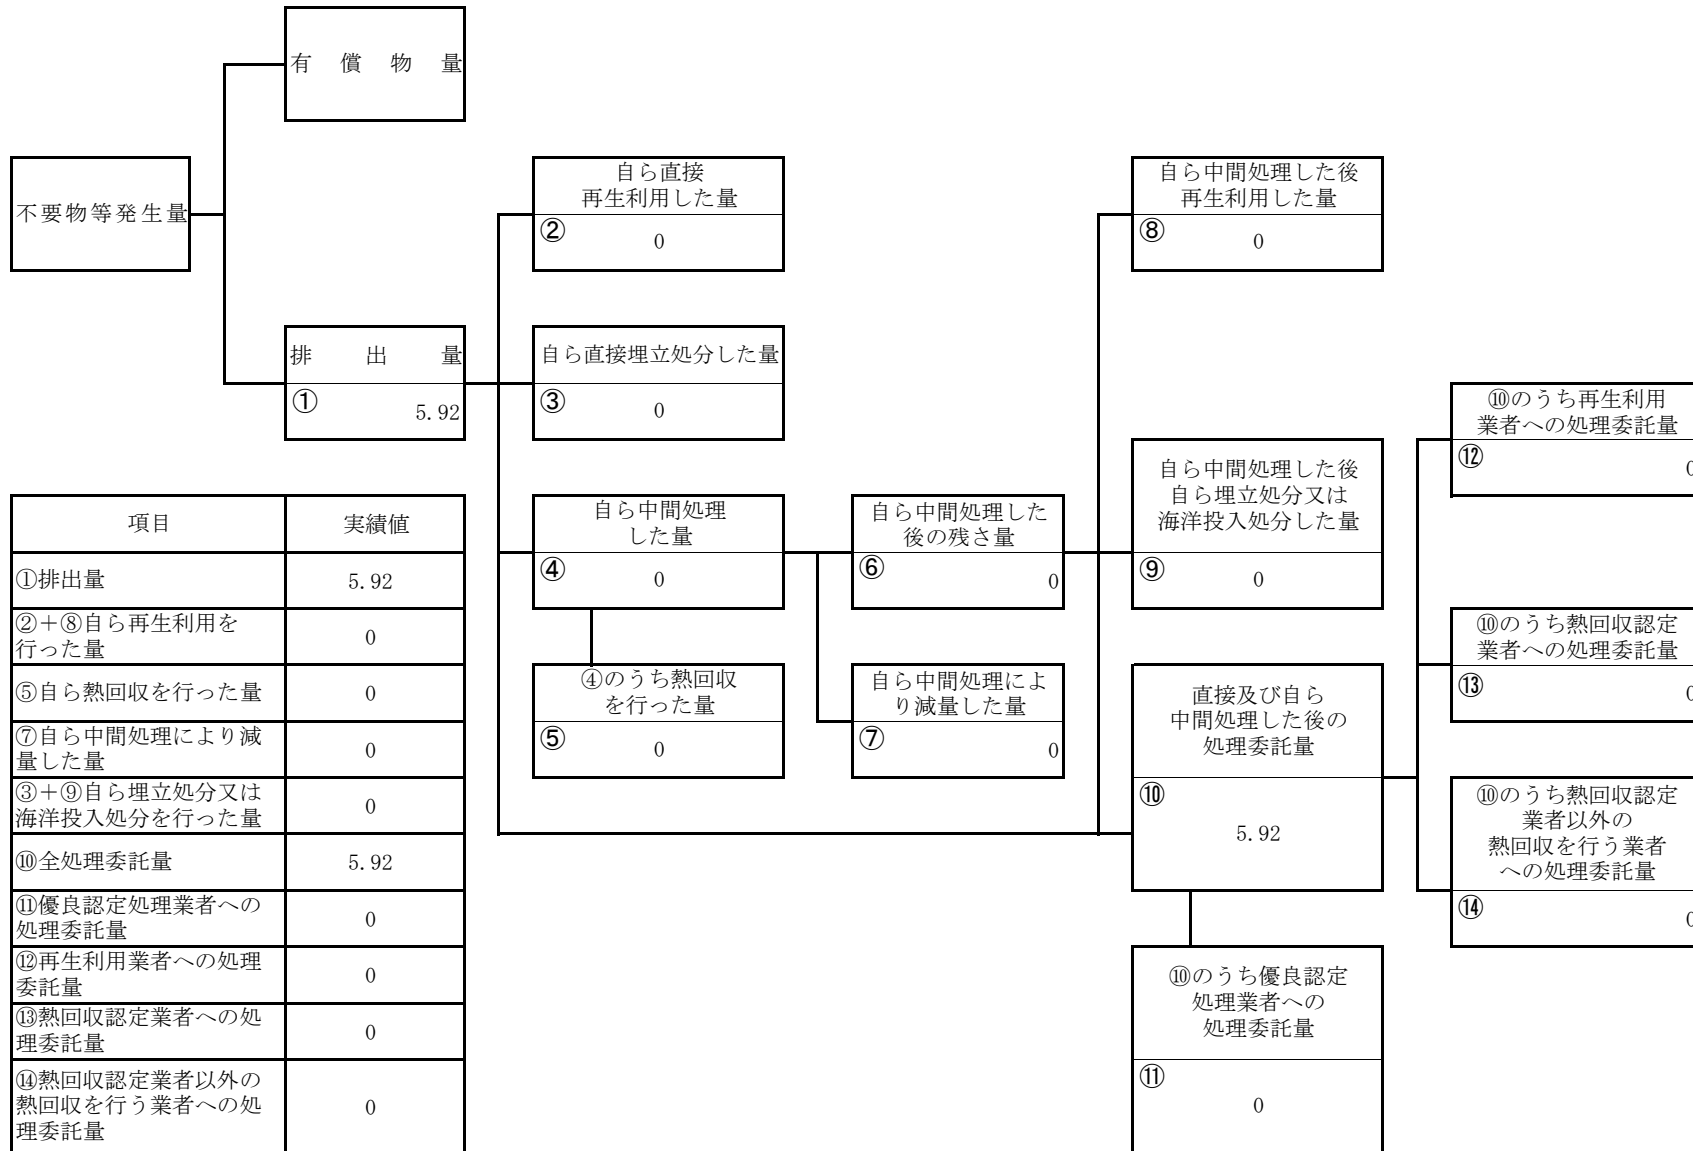 有償物量
不要物等発生量
排出量
① 5.92
自ら直接
再生利用した量
② 0
自ら直接埋立処分した量
③ 0
自ら中間処理
した量
④ 0
④のうち熱回収
を行った量
⑤ 0
自ら中間処理した
後の残さ量
⑥ 0
自ら中間処理によ
り減量した量
⑦ 0
自ら中間処理した後
再生利用した量
⑧ 0
自ら中間処理した後
自ら埋立処分又は
海洋投入処分した量
⑨ 0
直接及び自ら
中間処理した後の
処理委託量
⑩
5.92
⑩のうち優良認定
処理業者への
処理委託量
⑪
0
⑩のうち再生利用
業者への処理委託量
⑫ 0
⑩のうち熱回収認定
業者への処理委託量
⑬ 0
⑩のうち熱回収認定
業者以外の
熱回収を行う業者
への処理委託量
⑭ 0
項目 実績値
①排出量 5.92
②+⑧自ら再生利用を
行った量 0
⑤自ら熱回収を行った量 0
⑦自ら中間処理により減
量した量 0
③+⑨自ら埋立処分又は
海洋投入処分を行った量 0
⑩全処理委託量 5.92
⑪優良認定処理業者への
処理委託量 0
⑫再生利用業者への処理
委託量 0
⑬熱回収認定業者への処
理委託量 0
⑭熱回収認定業者以外の
熱回収を行う業者への処
理委託量 0